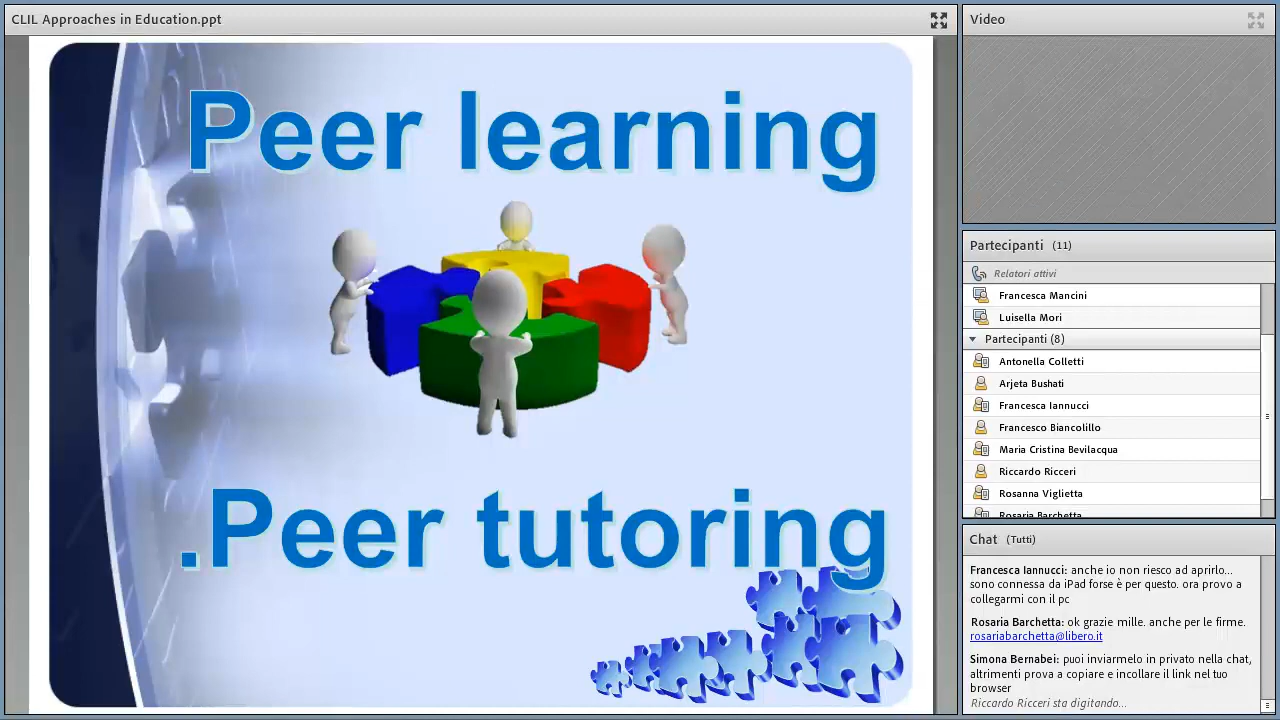 CLIL Approaches in Education.ppt
Peer learning
.Peer tutoring
Video
Partecipanti (11)
Relatori attivi
Francesca Mancini
Luisella Mori
Partecipanti (8)
Antonella Colletti
Arjeta Bushati
Francesca Iannucci
Francesco Biancolillo
Maria Cristina Bevilacqua
Riccardo Ricceri
Rosanna Viglietta
Rosaria Barchetta
Chat (Tutti)
Francesca Iannucci: anche io non riesco ad aprirlo...
sono connessa da iPad forse è per questo. ora provo a
collegarmi con il pc
Rosaria Barchetta: ok grazie mille. anche per le firme.
rosariabarchetta@libero.it
Simona Bernabei: puoi inviarmelo in privato nella chat,
altrimenti prova a copiare e incollare il link nel tuo
browser
Riccardo Ricceri sta digitando...